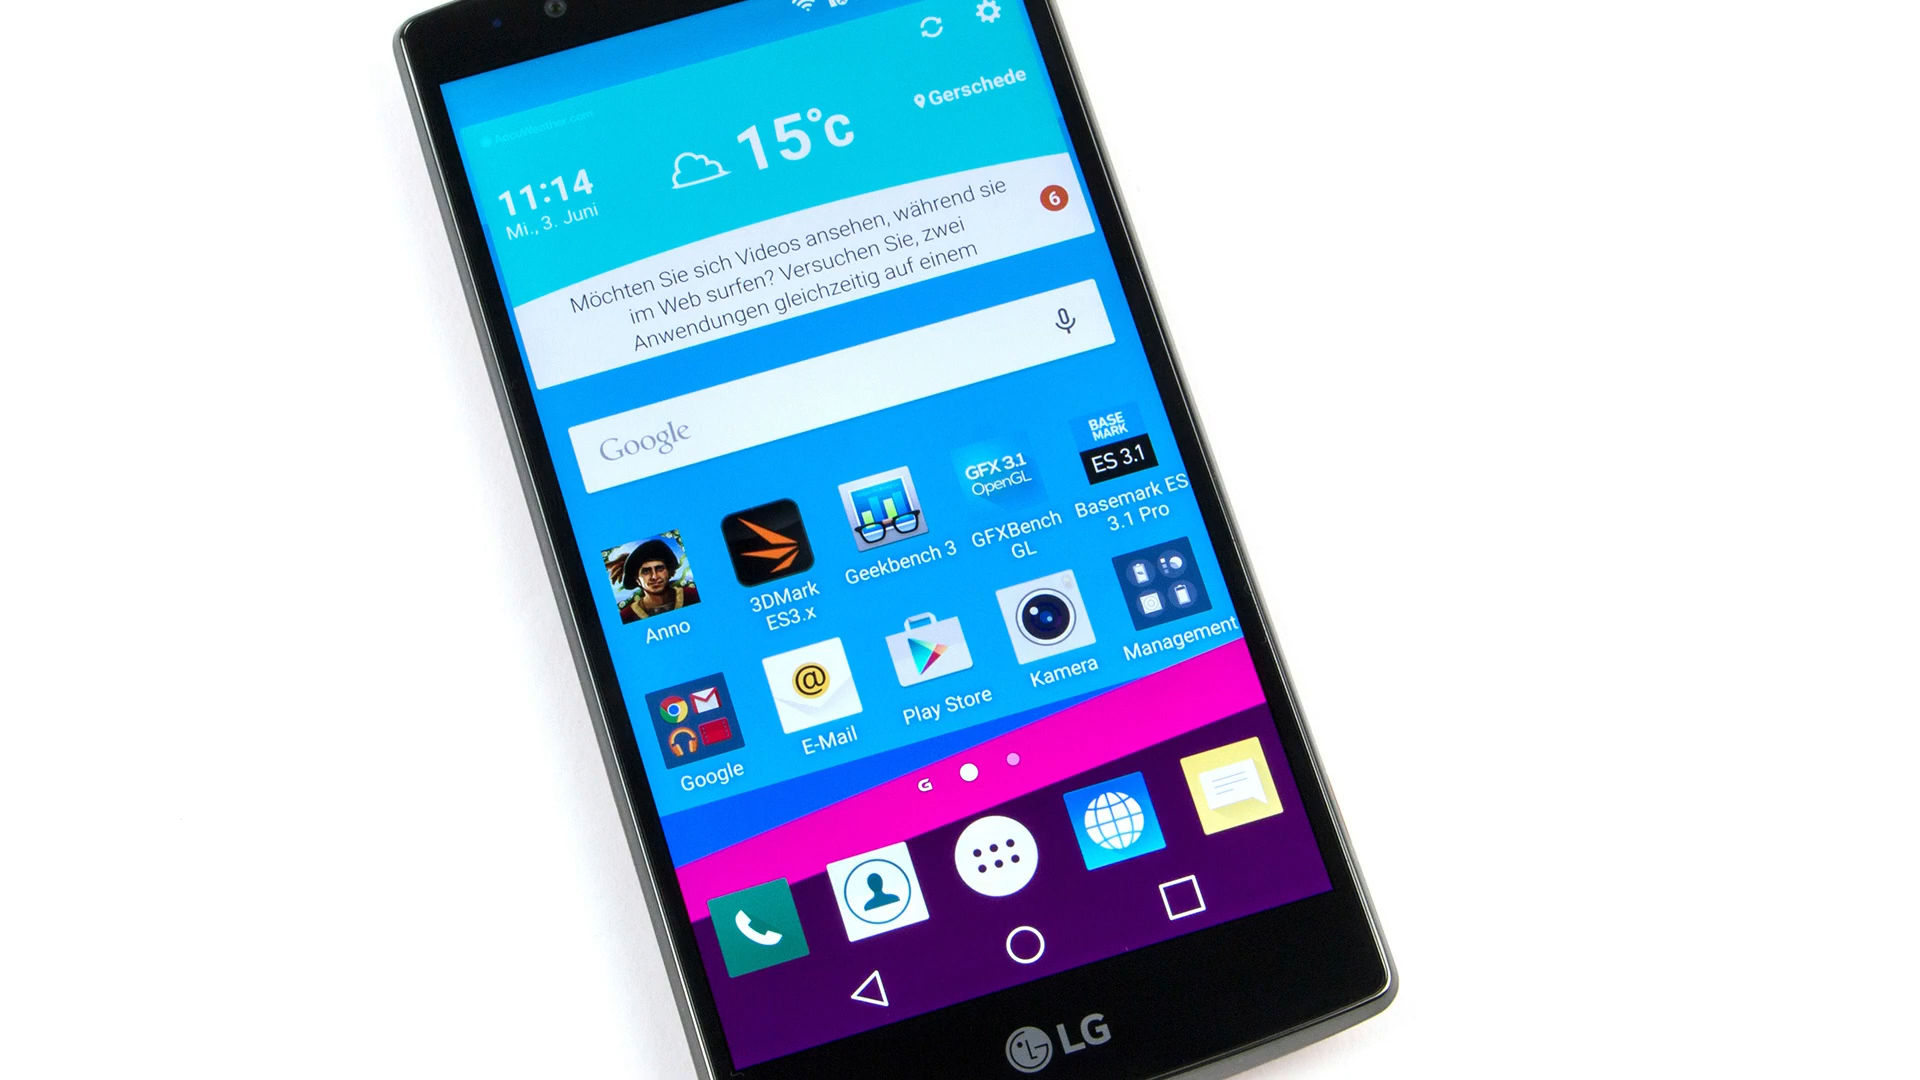 AccuWeather.com
15°c
Gerschede
11:14
Mi., 3. Juni
Möchten Sie sich Videos ansehen, während sie
im Web surfen? Versuchen Sie, zwei
Anwendungen gleichzeitig auf einem
6
Google
GFX 3.1
OpenGL
BASE
MARK
ES 3.1
Anno
3DMark
ES3.x
Geekbench 3
GFXBench
GL
Basemark ES
3.1 Pro
Google
@
E-Mail
Play Store
Kamera
Management
G
LG